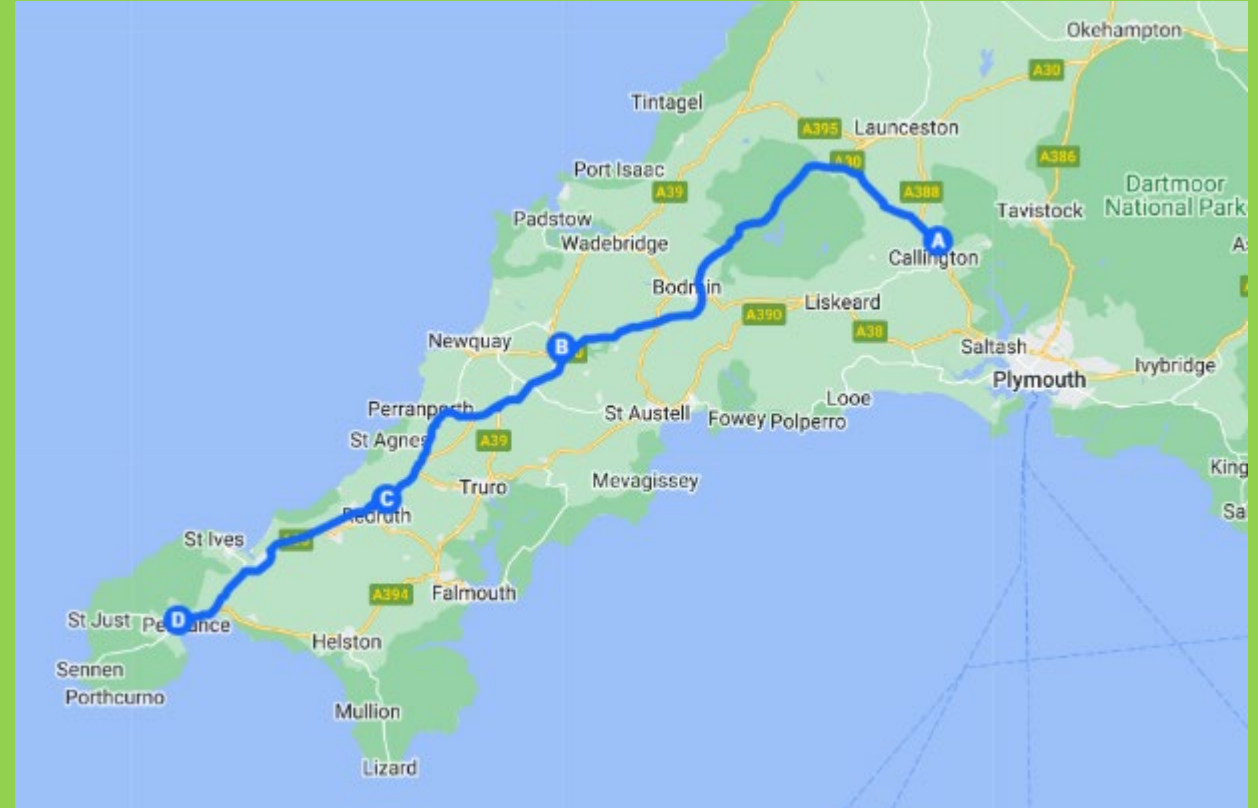 Okehampton
A30
Tintagel
A395
Launceston
A30
A386
Port Isaac
A39
A388
Dartmoor
National Park
Tavistock
Padstow
Wadebridge
A
Callington
Bodmin
Liskeard
A390
A38
Newquay
B
Saltash
Ivybridge
Plymouth
Looe
Perranporth
St Austell
Fowey
Polperro
St Agnes
A39
King
Truro
Mevagissey
C
Redruth
Sa
St Ives
A394
Falmouth
St Just
D
Penzance
Helston
Sennen
Porthcurno
Mullion
Lizard